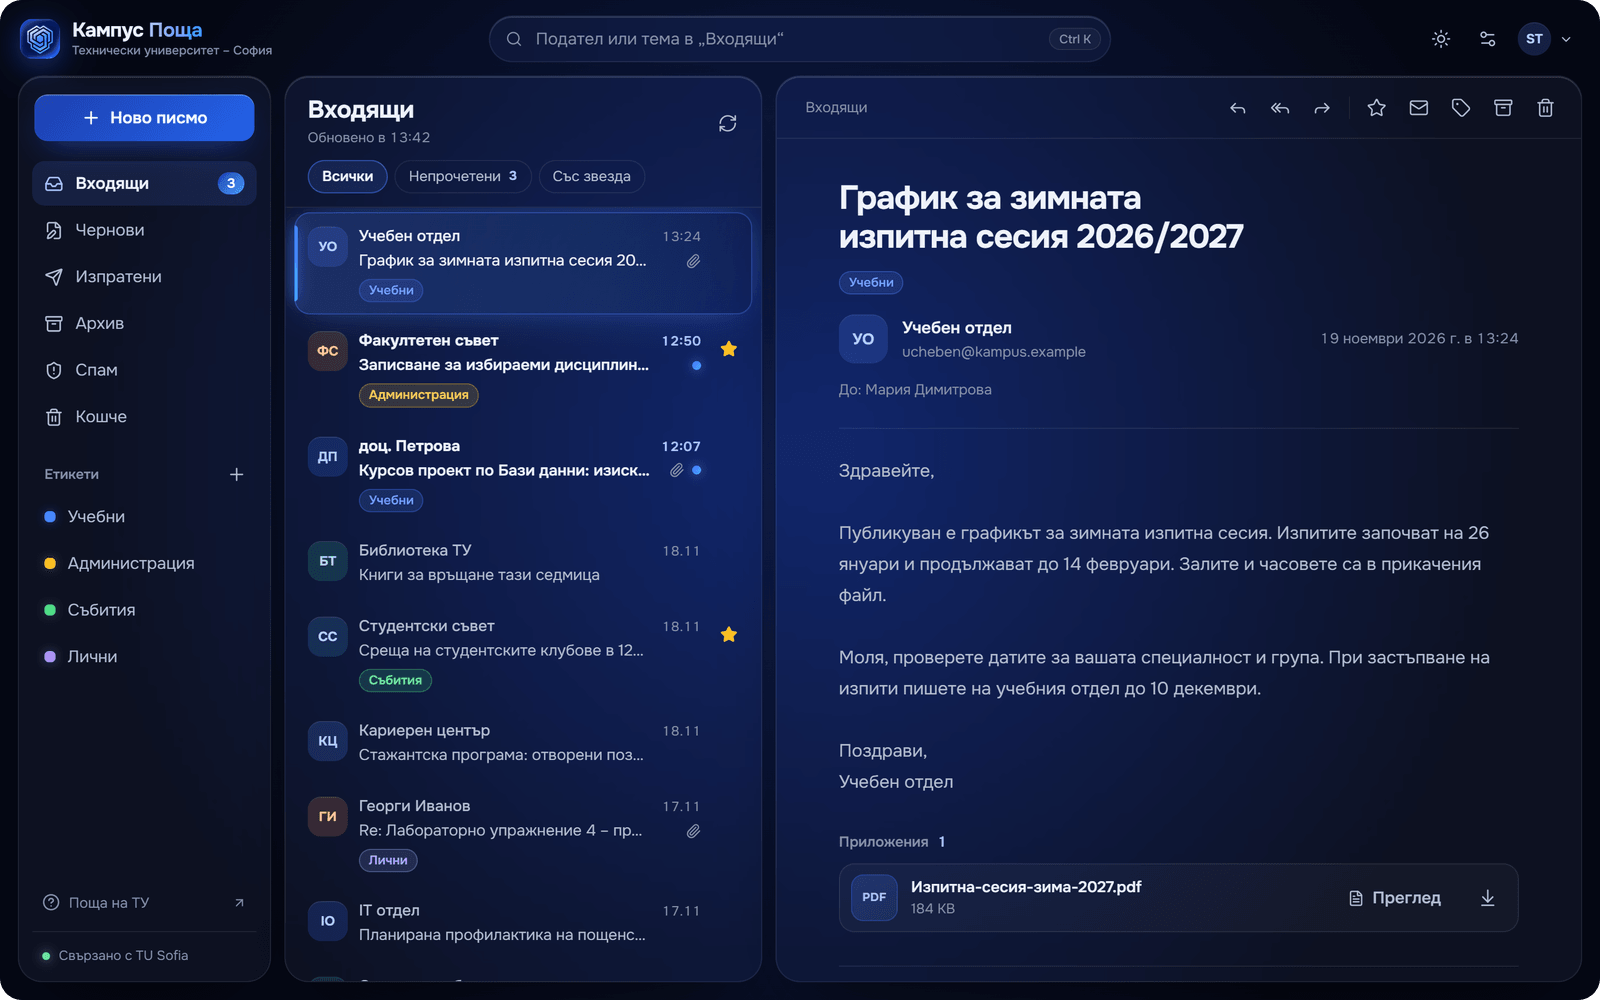 Кампус Поща
Технически университет – София
Подател или тема в „Входящи“
Ctrl K
ST
Ново писмо
Входящи
3
Чернови
Изпратени
Архив
Спам
Кошче
Етикети
Учебни
Администрация
Събития
Лични
Поща на ТУ
Свързано с TU Sofia
Входящи
Обновено в 13:42
Всички
Непрочетени 3
Със звезда
УО
Учебен отдел
13:24
График за зимната изпитна сесия 20...
Учебни
ФС
Факултетен съвет
12:50
Записване за избираеми дисциплин...
Администрация
ДП
доц. Петрова
12:07
Курсов проект по Бази данни: изиск...
Учебни
БТ
Библиотека ТУ
18.11
Книги за връщане тази седмица
СС
Студентски съвет
18.11
Среща на студентските клубове в 12...
Събития
КЦ
Кариерен център
18.11
Стажантска програма: отворени поз...
ГИ
Георги Иванов
17.11
Re: Лабораторно упражнение 4 – пр...
Лични
IO
IT отдел
17.11
Планирана профилактика на пощенс...
Входящи
График за зимната
изпитна сесия 2026/2027
Учебни
УО
Учебен отдел
ucheben@kampus.example
19 ноември 2026 г. в 13:24
До: Мария Димитрова
Здравейте,
Публикуван е графикът за зимната изпитна сесия. Изпитите започват на 26
януари и продължават до 14 февруари. Залите и часовете са в прикачения
файл.
Моля, проверете датите за вашата специалност и група. При застъпване на
изпити пишете на учебния отдел до 10 декември.
Поздрави,
Учебен отдел
Приложения 1
PDF
Изпитна-сесия-зима-2027.pdf
184 KB
Преглед